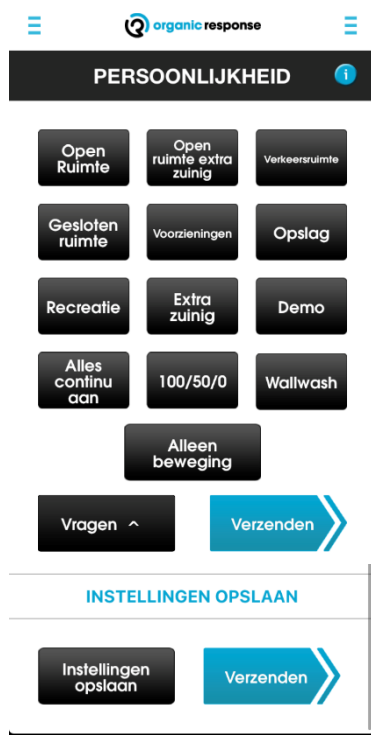 organic response
PERSOONLIJKHEID
i
Open
Ruimte
Open
ruimte extra
zuinig
Verkeersruimte
Gesloten
ruimte
Voorzieningen
Opslag
Recreatie
Extra
zuinig
Demo
Alles
continu
aan
100/50/0
Wallwash
Alleen
beweging
Vragen ^
Verzenden
INSTELLINGEN OPSLAAN
Instellingen
opslaan
Verzenden